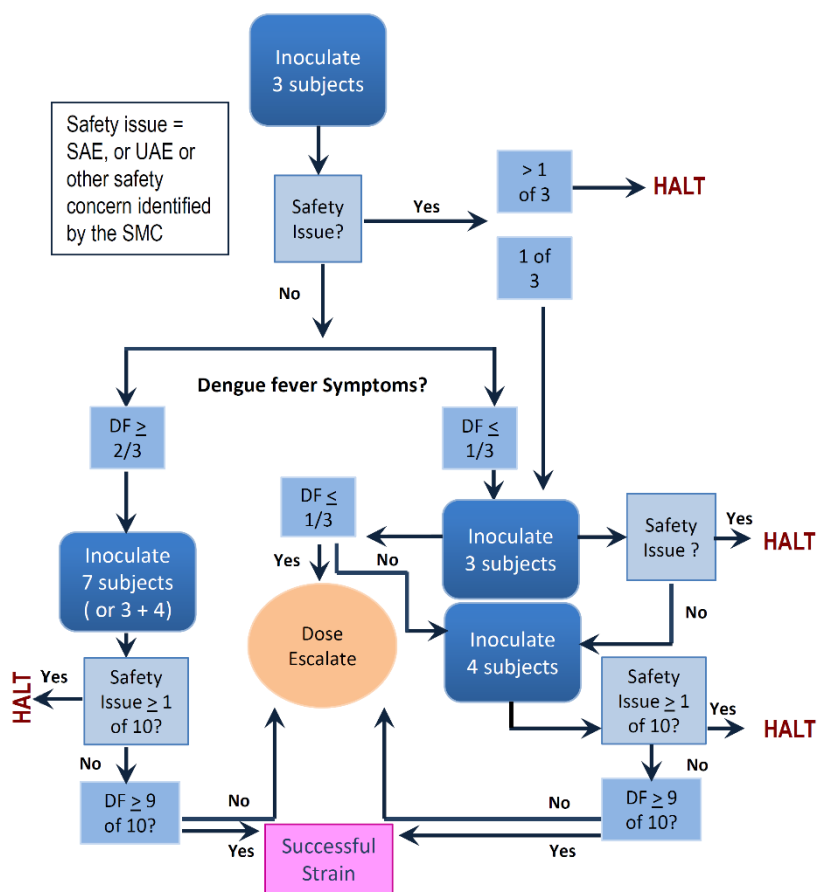 Inoculate
3 subjects
Safety issue =
SAE, or UAE or
other safety
concern identified
by the SMC
Safety
Issue?
Yes
> 1
of 3
HALT
1 of
3
No
Dengue fever Symptoms?
DF ≥
2/3
DF ≤
1/3
DF ≤
1/3
Inoculate
3 subjects
Safety
Issue ?
Yes
HALT
Inoculate
7 subjects
( or 3 + 4)
Yes
No
No
Dose
Escalate
Inoculate
4 subjects
HALT
Yes
Safety
Issue ≥ 1
of 10?
Safety
Issue ≥ 1
of 10?
Yes
HALT
No
No
DF ≥ 9
of 10?
No
Yes
Successful
Strain
No
Yes
DF ≥ 9
of 10?